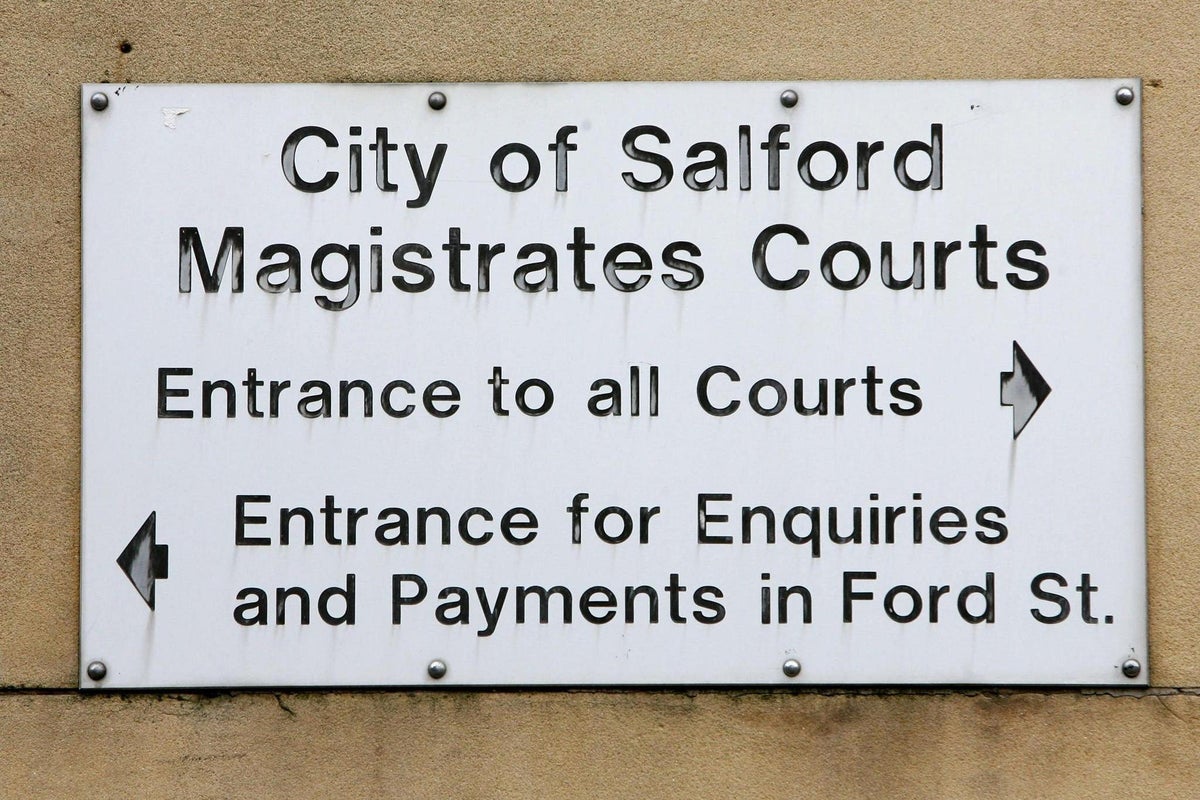 City of Salford
Magistrates Courts
Entrance to all Courts
Entrance for Enquiries
and Payments in Ford St.